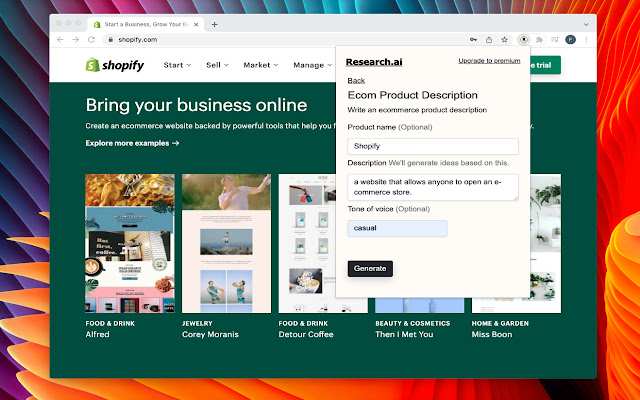 Start a Business, Grow Your Bu
shopify.com
F
shopify
Start
Sell
Market
Manage
e trial
Bring your business online
Create an ecommerce website backed by powerful tools that help you f
y.
Explore more examples →
Research.ai
Upgrade to premium
Back
Ecom Product Description
Write an ecommerce product description
Product name (Optional)
Shopify
Description We'll generate ideas based on this.
a website that allows anyone to open an e-
commerce store.
Tone of voice (Optional)
casual
Generate
But first,
coffee.
FOOD & DRINK
Alfred
JEWELRY
Corey Moranis
FOOD & DRINK
Detour Coffee
BEAUTY & COSMETICS
Then I Met You
HOME & GARDEN
Miss Boon